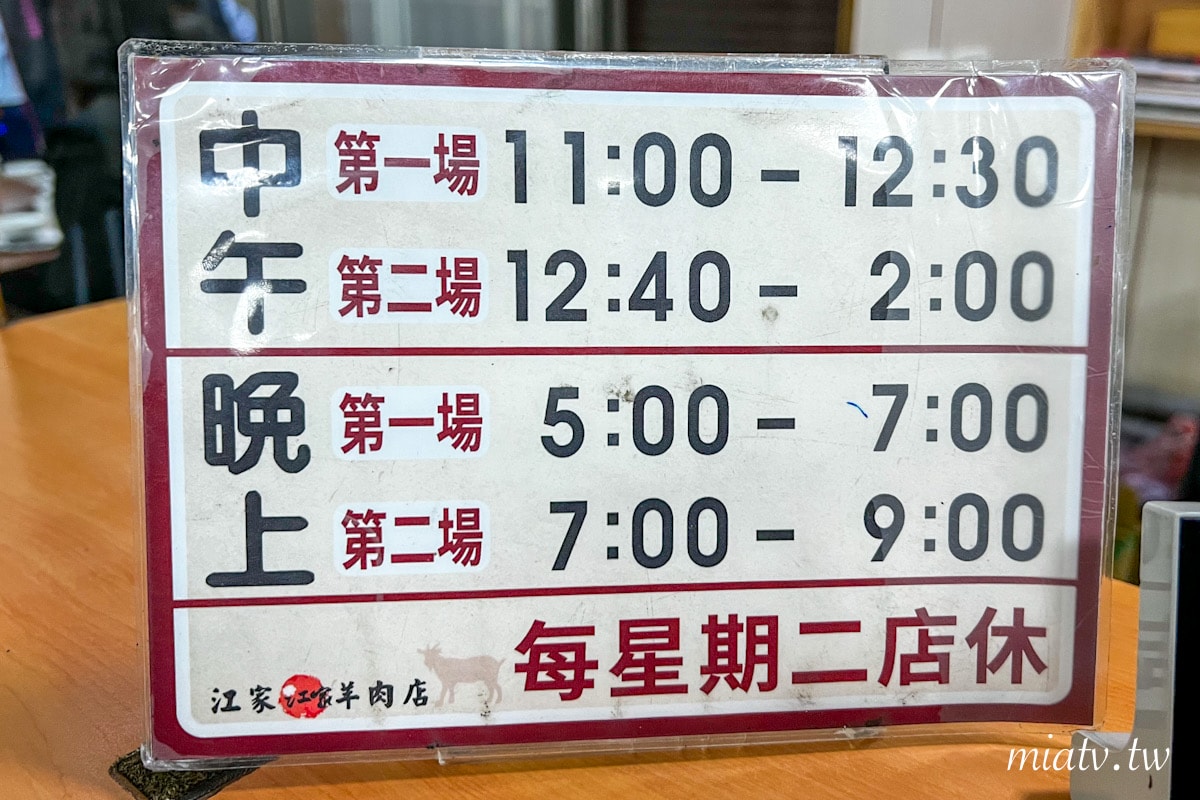 中午
第一場 11:00 – 12:30
第二場 12:40 – 2:00
晚上
第一場 5:00 – 7:00
第二場 7:00 – 9:00
每星期二店休
江家 江家 羊肉店
miatv.tw